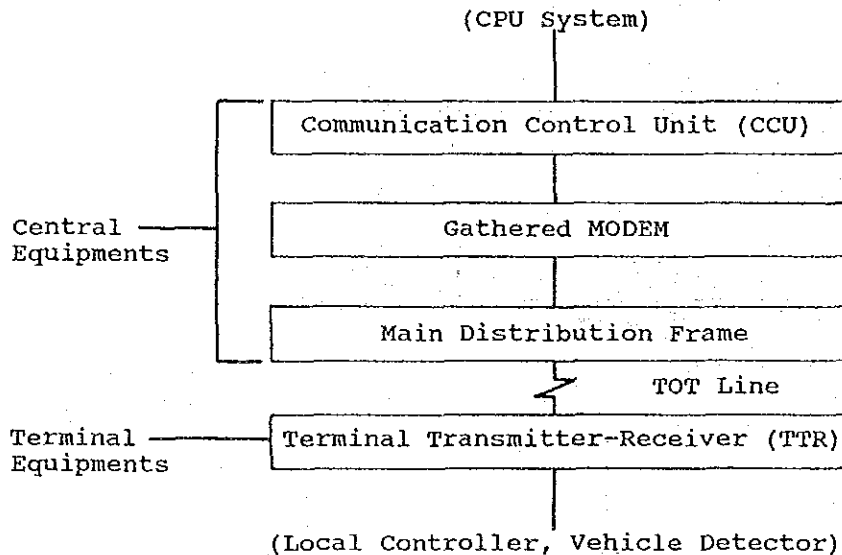 (CPU System)
Communication Control Unit (CCU)
Gathered MODEM
Central
Equipments
Main Distribution Frame
TOT Line
Terminal
Equipments
Terminal Transmitter-Receiver (TTR)
(Local Controller, Vehicle Detector)